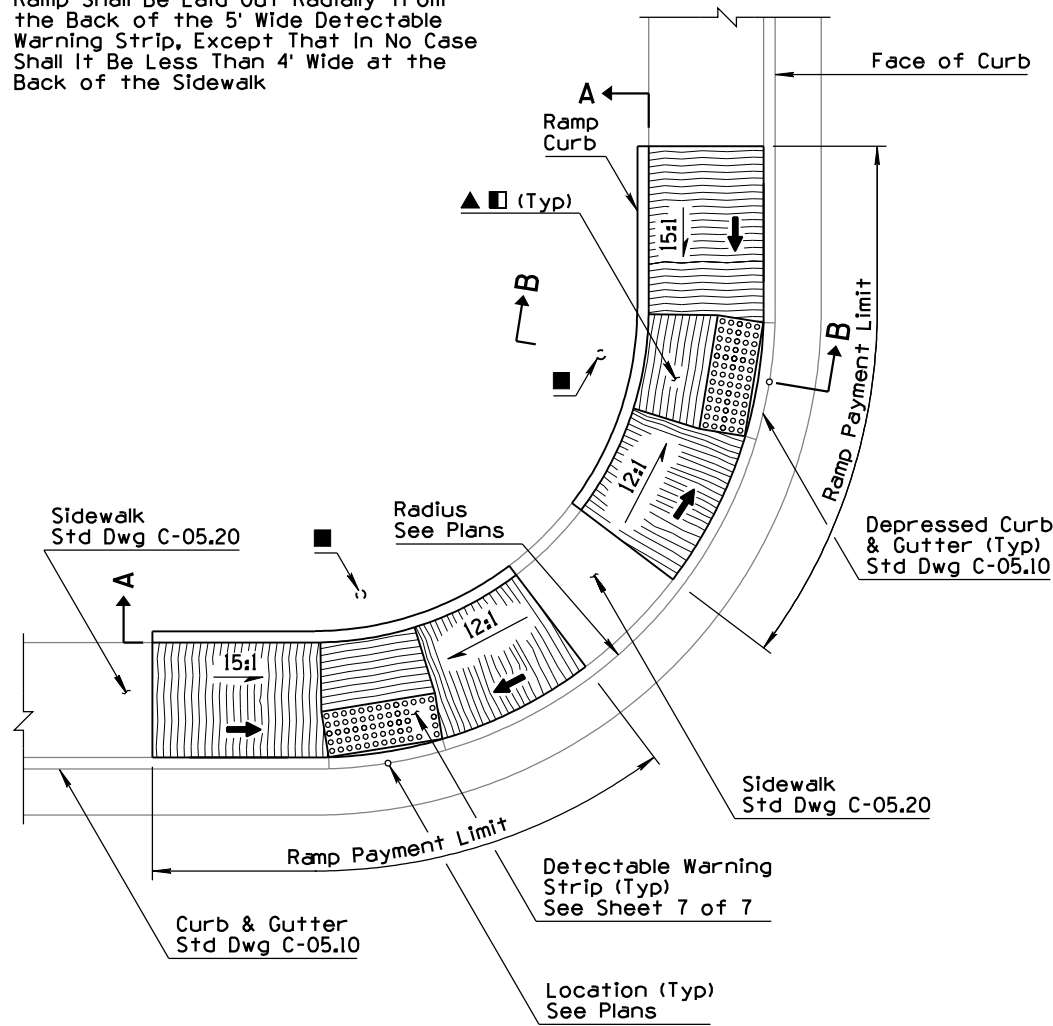 Ramp Shall Be Laid Out Radially from
the Back of the 5' Wide Detectable
Warning Strip, Except That In No Case
Shall It Be Less Than 4' Wide at the
Back of the Sidewalk
Face of Curb
A
Ramp
Curb
▲ ◧ (Typ)
15:1
B
B
■
Ramp Payment Limit
12:1
Radius
See Plans
Sidewalk
Std Dwg C-05.20
■
Depressed Curb
& Gutter (Typ)
Std Dwg C-05.10
A
12:1
15:1
Sidewalk
Std Dwg C-05.20
Ramp Payment Limit
Detectable Warning
Strip (Typ)
See Sheet 7 of 7
Curb & Gutter
Std Dwg C-05.10
Location (Typ)
See Plans